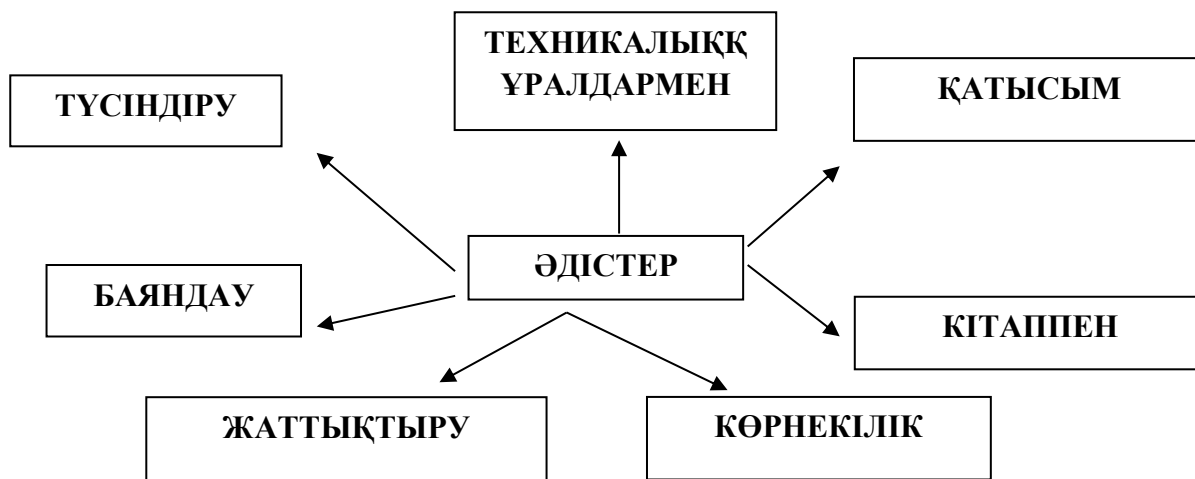 ТЕХНИКАЛЫҚҚ
ҰРАЛДАРМЕН
ТҮСІНДІРУ
ҚАТЫСЫМ
ӘДІСТЕР
БАЯНДАУ
КІТАППЕН
ЖАТТЫҚТЫРУ
КӨРНЕКІЛІК